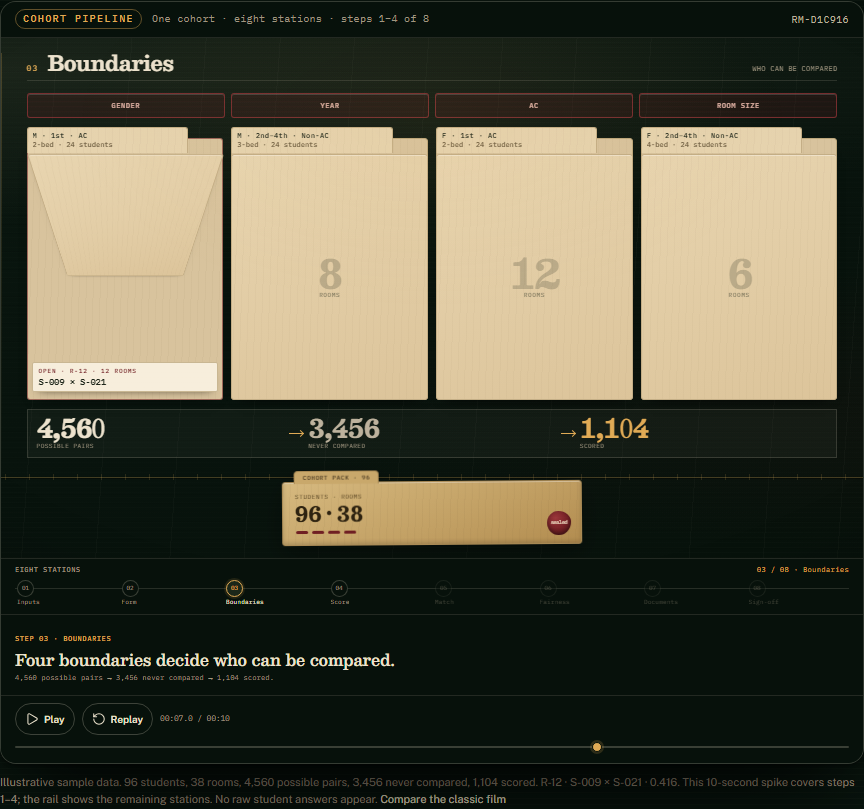 COHORT PIPELINE One cohort · eight stations · steps 1–4 of 8 RM-D1C916
03 Boundaries WHO CAN BE COMPARED
GENDER YEAR AC ROOM SIZE
M · 1st · AC
2-bed · 24 students
M · 2nd–4th · Non-AC
3-bed · 24 students
F · 1st · AC
2-bed · 24 students
F · 2nd–4th · Non-AC
4-bed · 24 students
8
ROOMS
12
ROOMS
6
ROOMS
OPEN · R-12 · 12 ROOMS
S-009 × S-021
4,560 → 3,456 → 1,104
POSSIBLE PAIRS NEVER COMPARED SCORED
COHORT PACK · 96
STUDENTS · ROOMS
96·38
sealed
EIGHT STATIONS 03 / 08 · Boundaries
01 02 03 04 05 06 07 08
Inputs Form Boundaries Score Match Fairness Documents Sign-off
STEP 03 · BOUNDARIES
Four boundaries decide who can be compared.
4,560 possible pairs → 3,456 never compared → 1,104 scored.
Play Replay 00:07.0 / 00:10
Illustrative sample data. 96 students, 38 rooms, 4,560 possible pairs, 3,456 never compared, 1,104 scored. R-12 · S-009 × S-021 · 0.416. This 10-second spike covers steps
1–4; the rail shows the remaining stations. No raw student answers appear. Compare the classic film